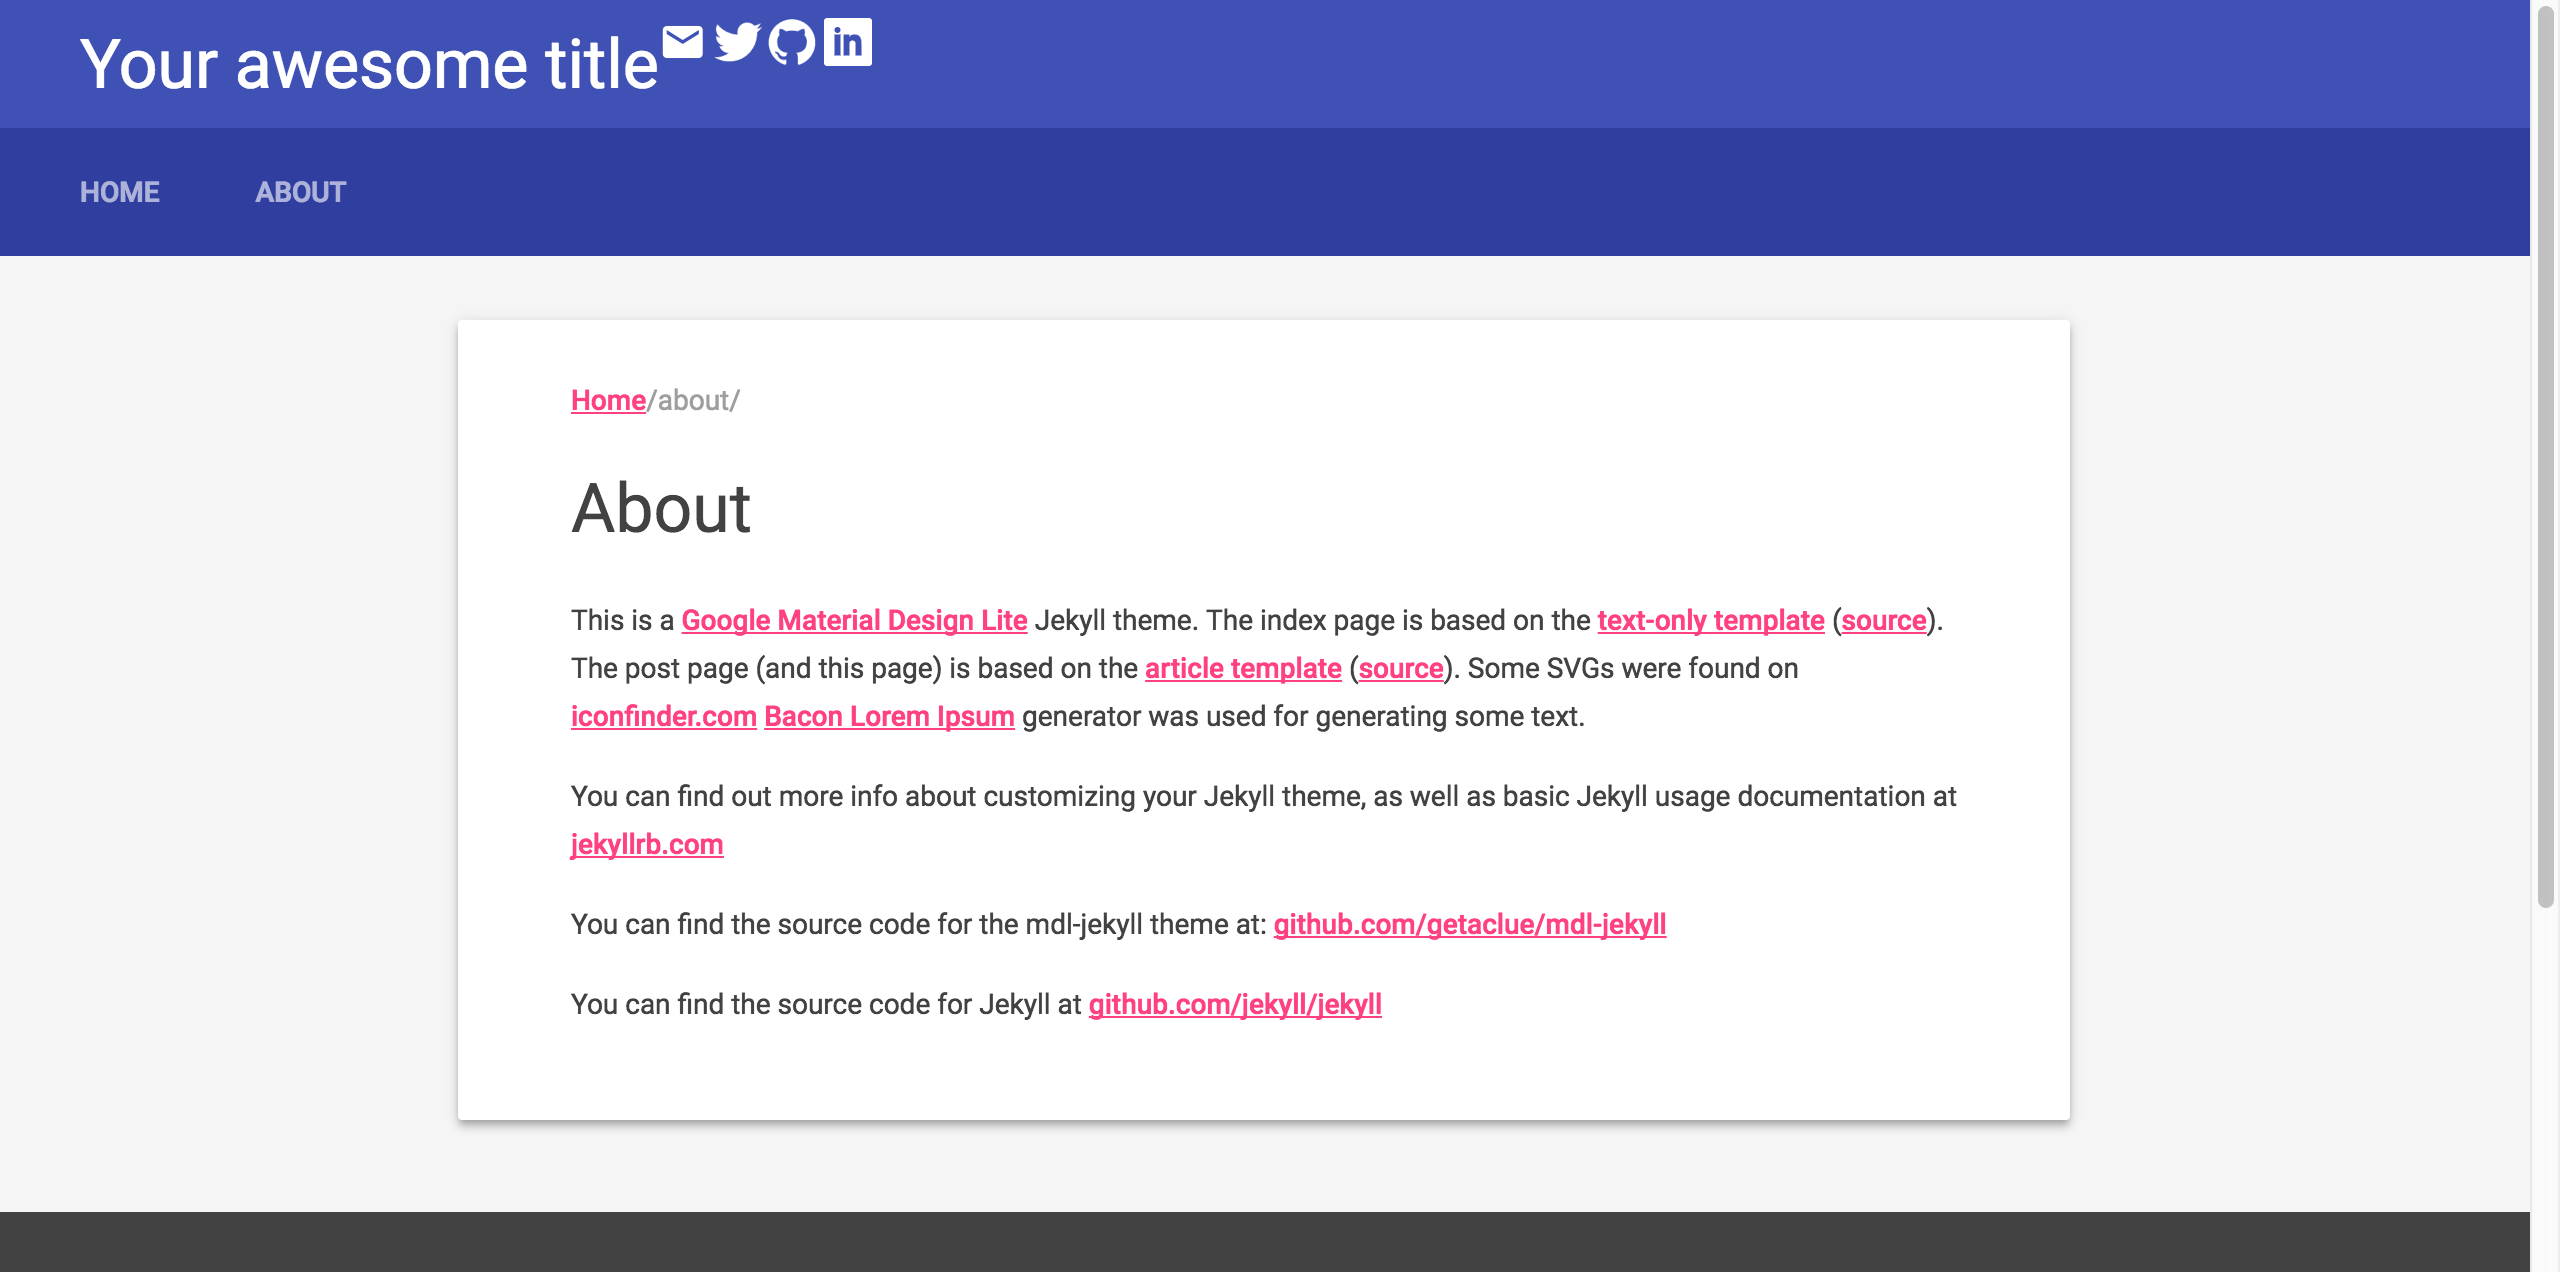 Your awesome title
in
HOME ABOUT
Home/about/
About
This is a Google Material Design Lite Jekyll theme. The index page is based on the text-only template (source).
The post page (and this page) is based on the article template (source). Some SVGs were found on
iconfinder.com Bacon Lorem Ipsum generator was used for generating some text.
You can find out more info about customizing your Jekyll theme, as well as basic Jekyll usage documentation at
jekyllrb.com
You can find the source code for the mdl-jekyll theme at: github.com/getaclue/mdl-jekyll
You can find the source code for Jekyll at github.com/jekyll/jekyll